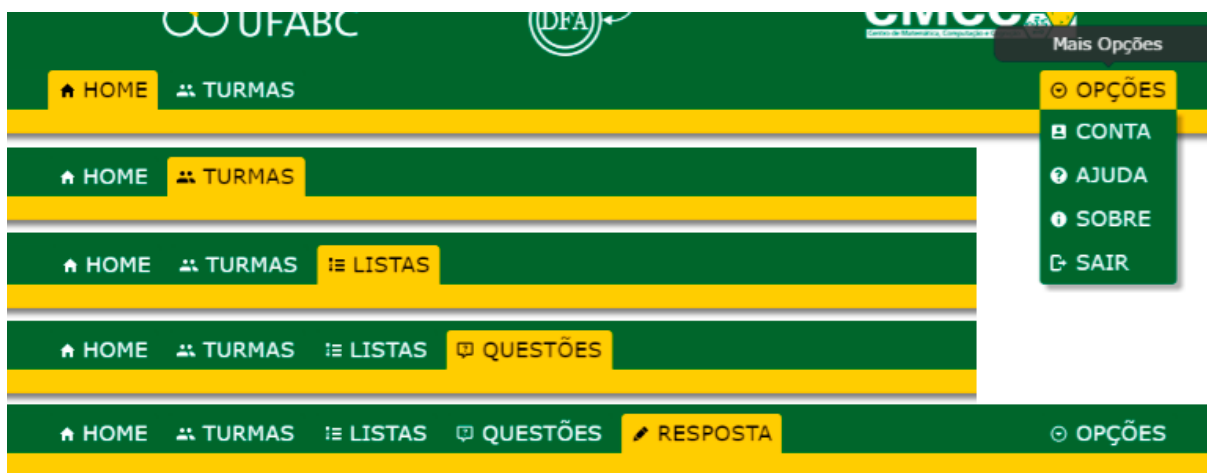 UFABC
DFA
CMCC
Mais Opções
HOME TURMAS OPÇÕES
CONTA
HOME TURMAS AJUDA
SOBRE
HOME TURMAS LISTAS SAIR
HOME TURMAS LISTAS QUESTÕES
HOME TURMAS LISTAS QUESTÕES RESPOSTA OPÇÕES